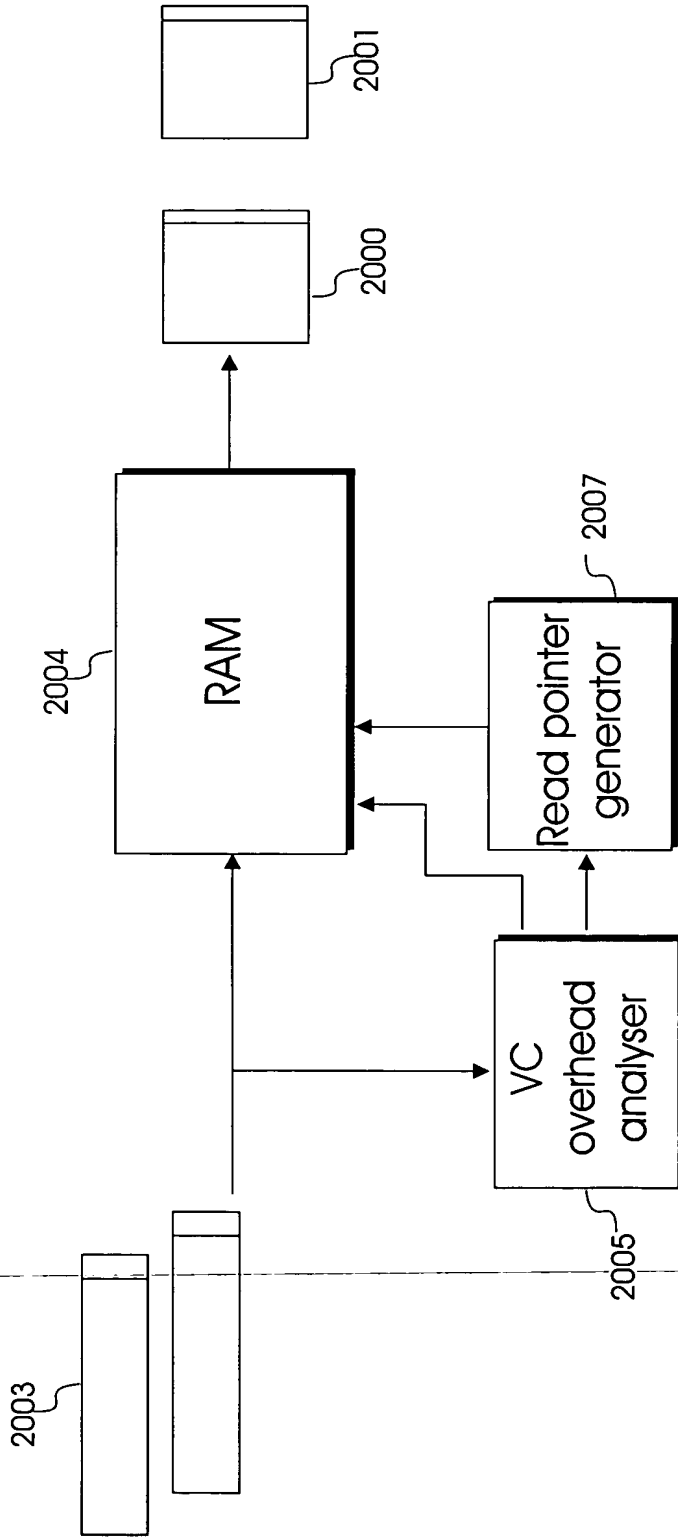 2003
2004
RAM
2000
2001
VC
overhead
analyser
2005
Read pointer
generator
2007